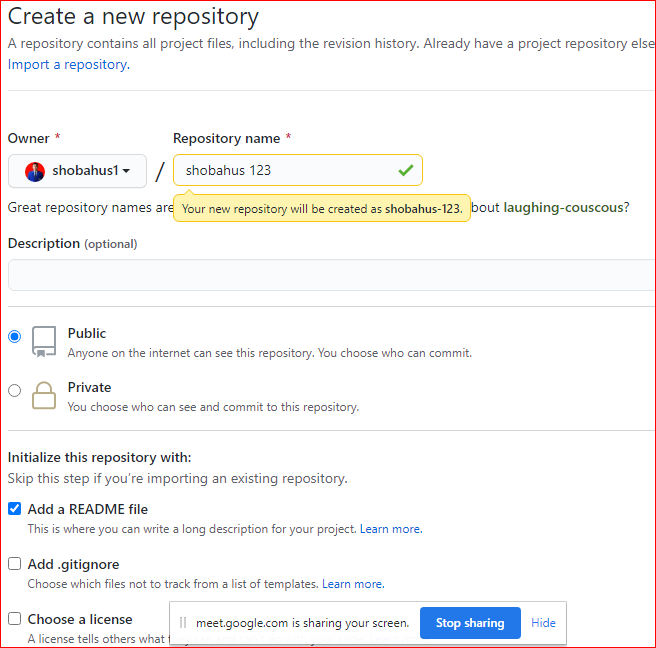 Create a new repository
A repository contains all project files, including the revision history. Already have a project repository else
Import a repository.
Owner * Repository name *
shobahus1 / shobahus 123
Great repository names are
Your new repository will be created as shobahus-123.
bout laughing-couscous?
Description (optional)
Public
Anyone on the internet can see this repository. You choose who can commit.
Private
You choose who can see and commit to this repository.
Initialize this repository with:
Skip this step if you're importing an existing repository.
Add a README file
This is where you can write a long description for your project. Learn more.
Add .gitignore
Choose which files not to track from a list of templates. Learn more.
Choose a license
A license tells others what
meet.google.com is sharing your screen. Stop sharing Hide